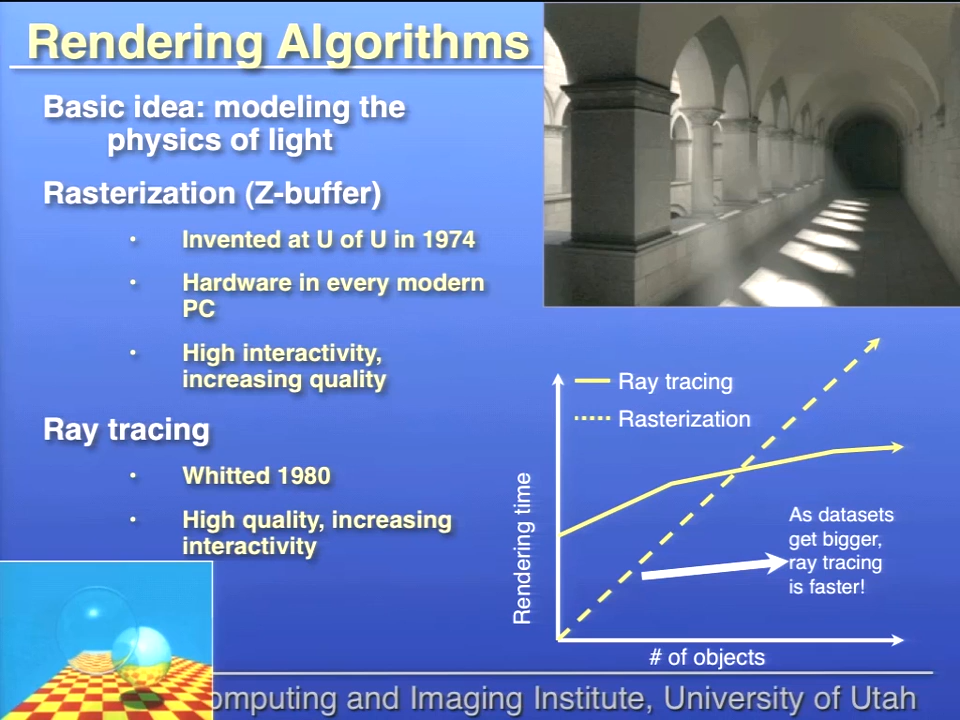 Rendering Algorithms
Basic idea: modeling the
physics of light
Rasterization (Z-buffer)
• Invented at U of U in 1974
• Hardware in every modern
PC
• High interactivity,
increasing quality
Ray tracing
• Whitted 1980
• High quality, increasing
interactivity
Ray tracing
Rasterization
Rendering time
As datasets
get bigger,
ray tracing
is faster!
# of objects
omputing and Imaging Institute, University of Utah